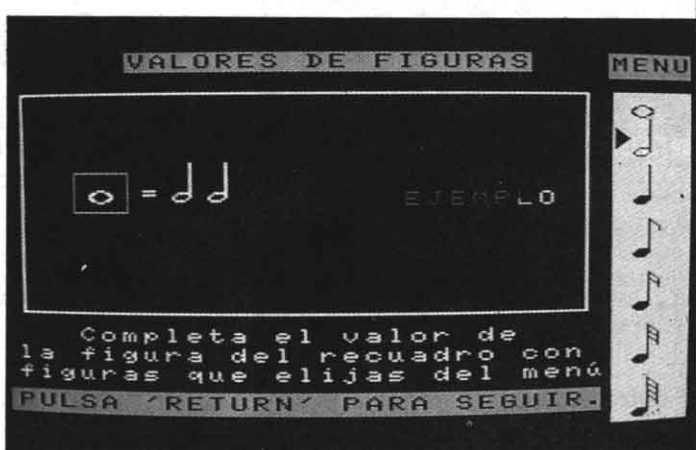 VALORES DE FIGURAS
MENU
=
EJEMPLO
Completa el valor de
la figura del recuadro con
figuras que elijas del menú
PULSA 'RETURN' PARA SEGUIR.